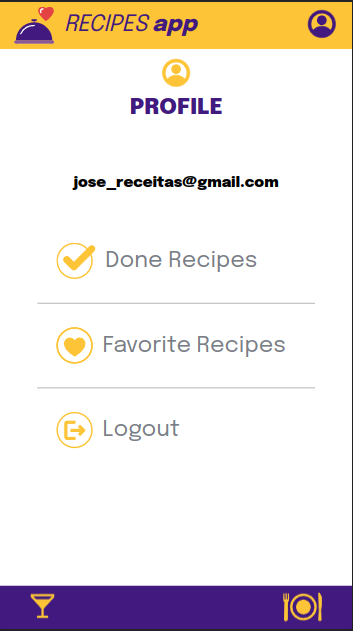 RECIPES app
PROFILE
jose_receitas@gmail.com
Done Recipes
Favorite Recipes
Logout